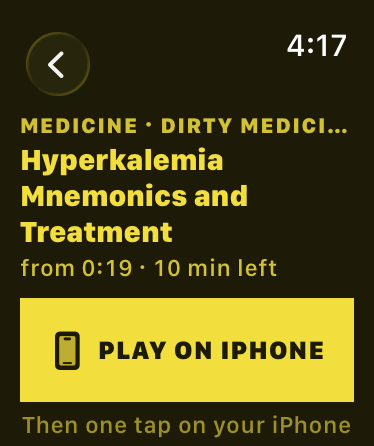 4:17
MEDICINE · DIRTY MEDICI...
Hyperkalemia
Mnemonics and
Treatment
from 0:19 · 10 min left
PLAY ON IPHONE
Then one tap on your iPhone